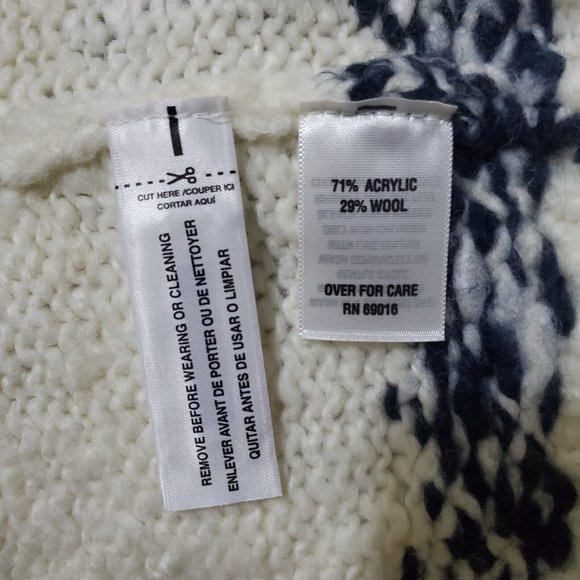 CUT HERE /COUPER ICI
CORTAR AQUÍ
REMOVE BEFORE WEARING OR CLEANING
ENLEVER AVANT DE PORTER OU DE NETTOYER
QUITAR ANTES DE USAR O LIMPIAR
71% ACRYLIC
29% WOOL
OVER FOR CARE
RN 69016